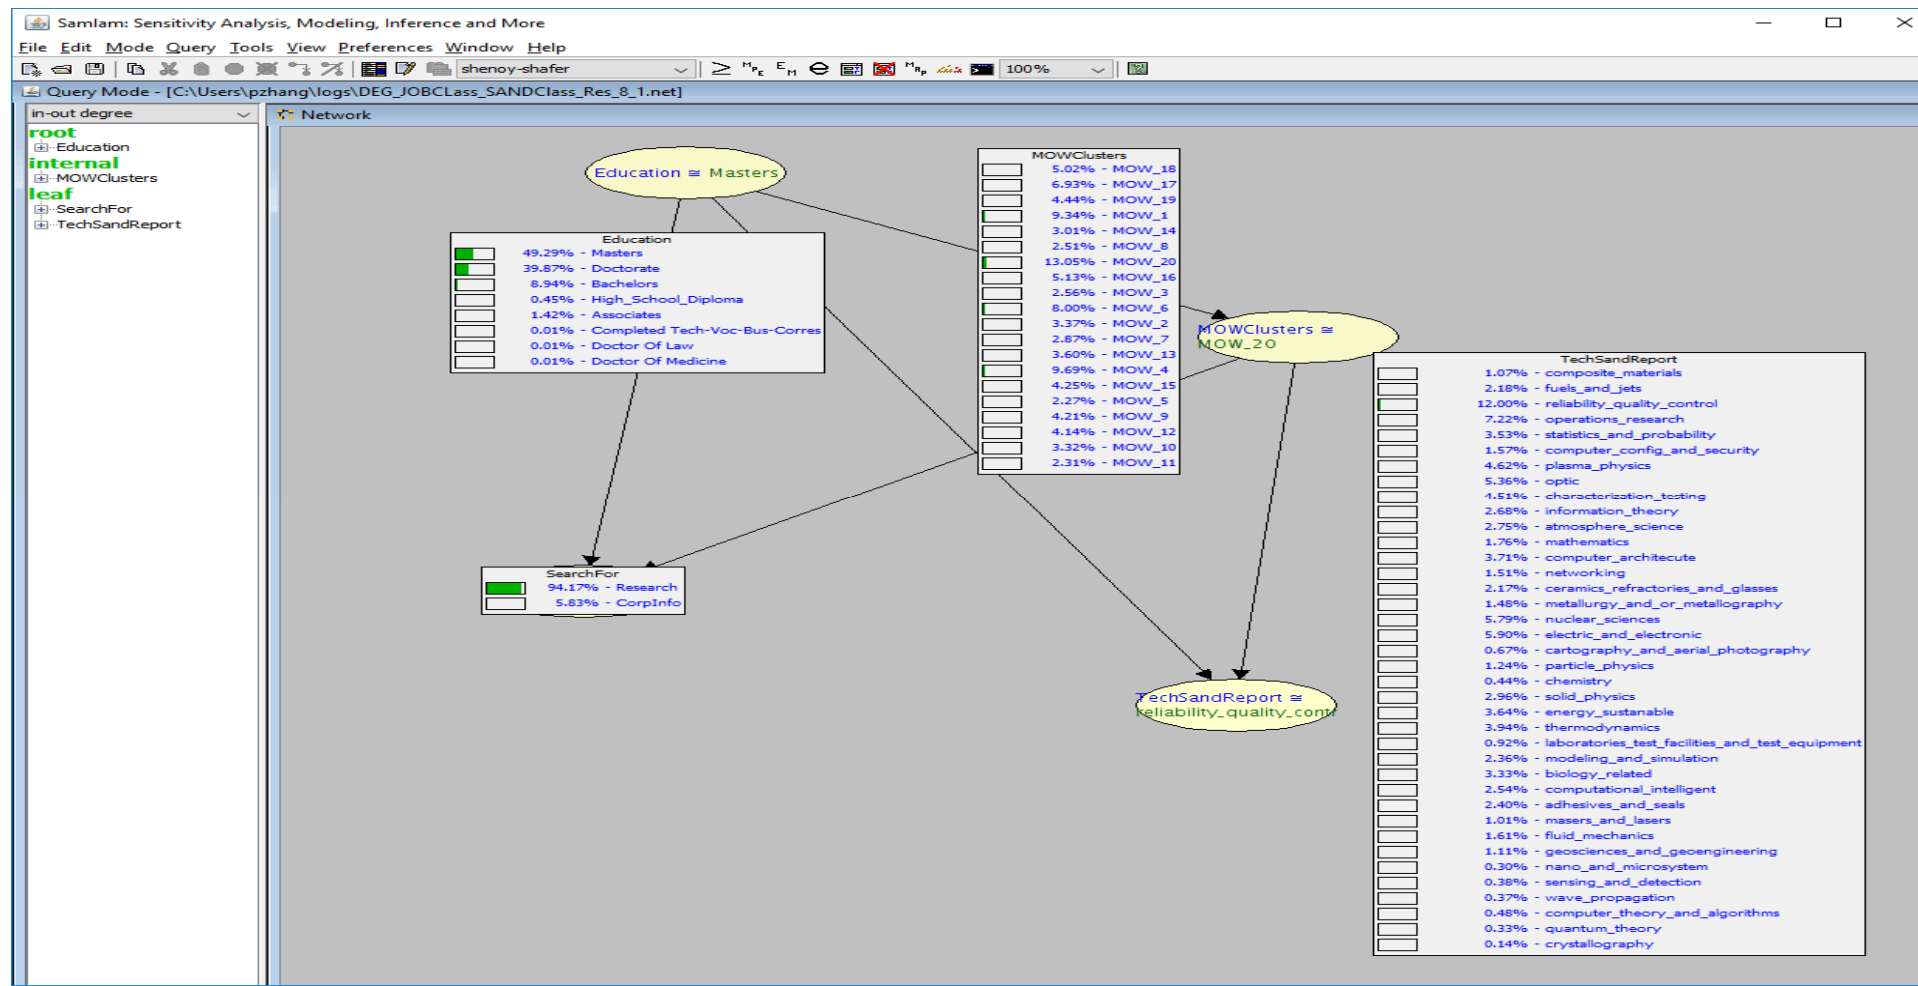 SamIam: Sensitivity Analysis, Modeling, Inference and More
File Edit Mode Query Tools View Preferences Window Help
shenoy-shafer
100%
Query Mode - [C:\Users\pzhang\logs\DEG_JOBCLass_SANDClass_Res_8_1.net]
in-out degree
root
Education
internal
MOWClusters
leaf
SearchFor
TechSandReport
Network
Education ≅ Masters
Education
49.29% - Masters
39.87% - Doctorate
8.94% - Bachelors
0.45% - High_School_Diploma
1.42% - Associates
0.01% - Completed Tech-Voc-Bus-Corres
0.01% - Doctor Of Law
0.01% - Doctor Of Medicine
MOWClusters
5.02% - MOW_18
6.93% - MOW_17
4.44% - MOW_19
9.34% - MOW_1
3.01% - MOW_14
2.51% - MOW_8
13.05% - MOW_20
5.13% - MOW_16
2.56% - MOW_3
8.00% - MOW_6
3.37% - MOW_2
2.87% - MOW_7
3.60% - MOW_13
9.69% - MOW_4
4.25% - MOW_15
2.27% - MOW_5
4.21% - MOW_9
4.14% - MOW_12
3.32% - MOW_10
2.31% - MOW_11
MOWClusters ≅
MOW_20
SearchFor
94.17% - Research
5.83% - CorpInfo
TechSandReport ≅
reliability_quality_contr
TechSandReport
1.07% - composite_materials
2.18% - fuels_and_jets
12.00% - reliability_quality_control
7.22% - operations_research
3.53% - statistics_and_probability
1.57% - computer_config_and_security
4.62% - plasma_physics
5.36% - optic
4.51% - characterization_testing
2.68% - information_theory
2.75% - atmosphere_science
1.76% - mathematics
3.71% - computer_architecute
1.51% - networking
2.17% - ceramics_refractories_and_glasses
1.48% - metallurgy_and_or_metallography
5.79% - nuclear_sciences
5.90% - electric_and_electronic
0.67% - cartography_and_aerial_photography
1.24% - particle_physics
0.44% - chemistry
2.96% - solid_physics
3.64% - energy_sustanable
3.94% - thermodynamics
0.92% - laboratories_test_facilities_and_test_equipment
2.36% - modeling_and_simulation
3.33% - biology_related
2.54% - computational_intelligent
2.40% - adhesives_and_seals
1.01% - masers_and_lasers
1.61% - fluid_mechanics
1.11% - geosciences_and_geoengineering
0.30% - nano_and_microsystem
0.38% - sensing_and_detection
0.37% - wave_propagation
0.48% - computer_theory_and_algorithms
0.33% - quantum_theory
0.14% - crystallography